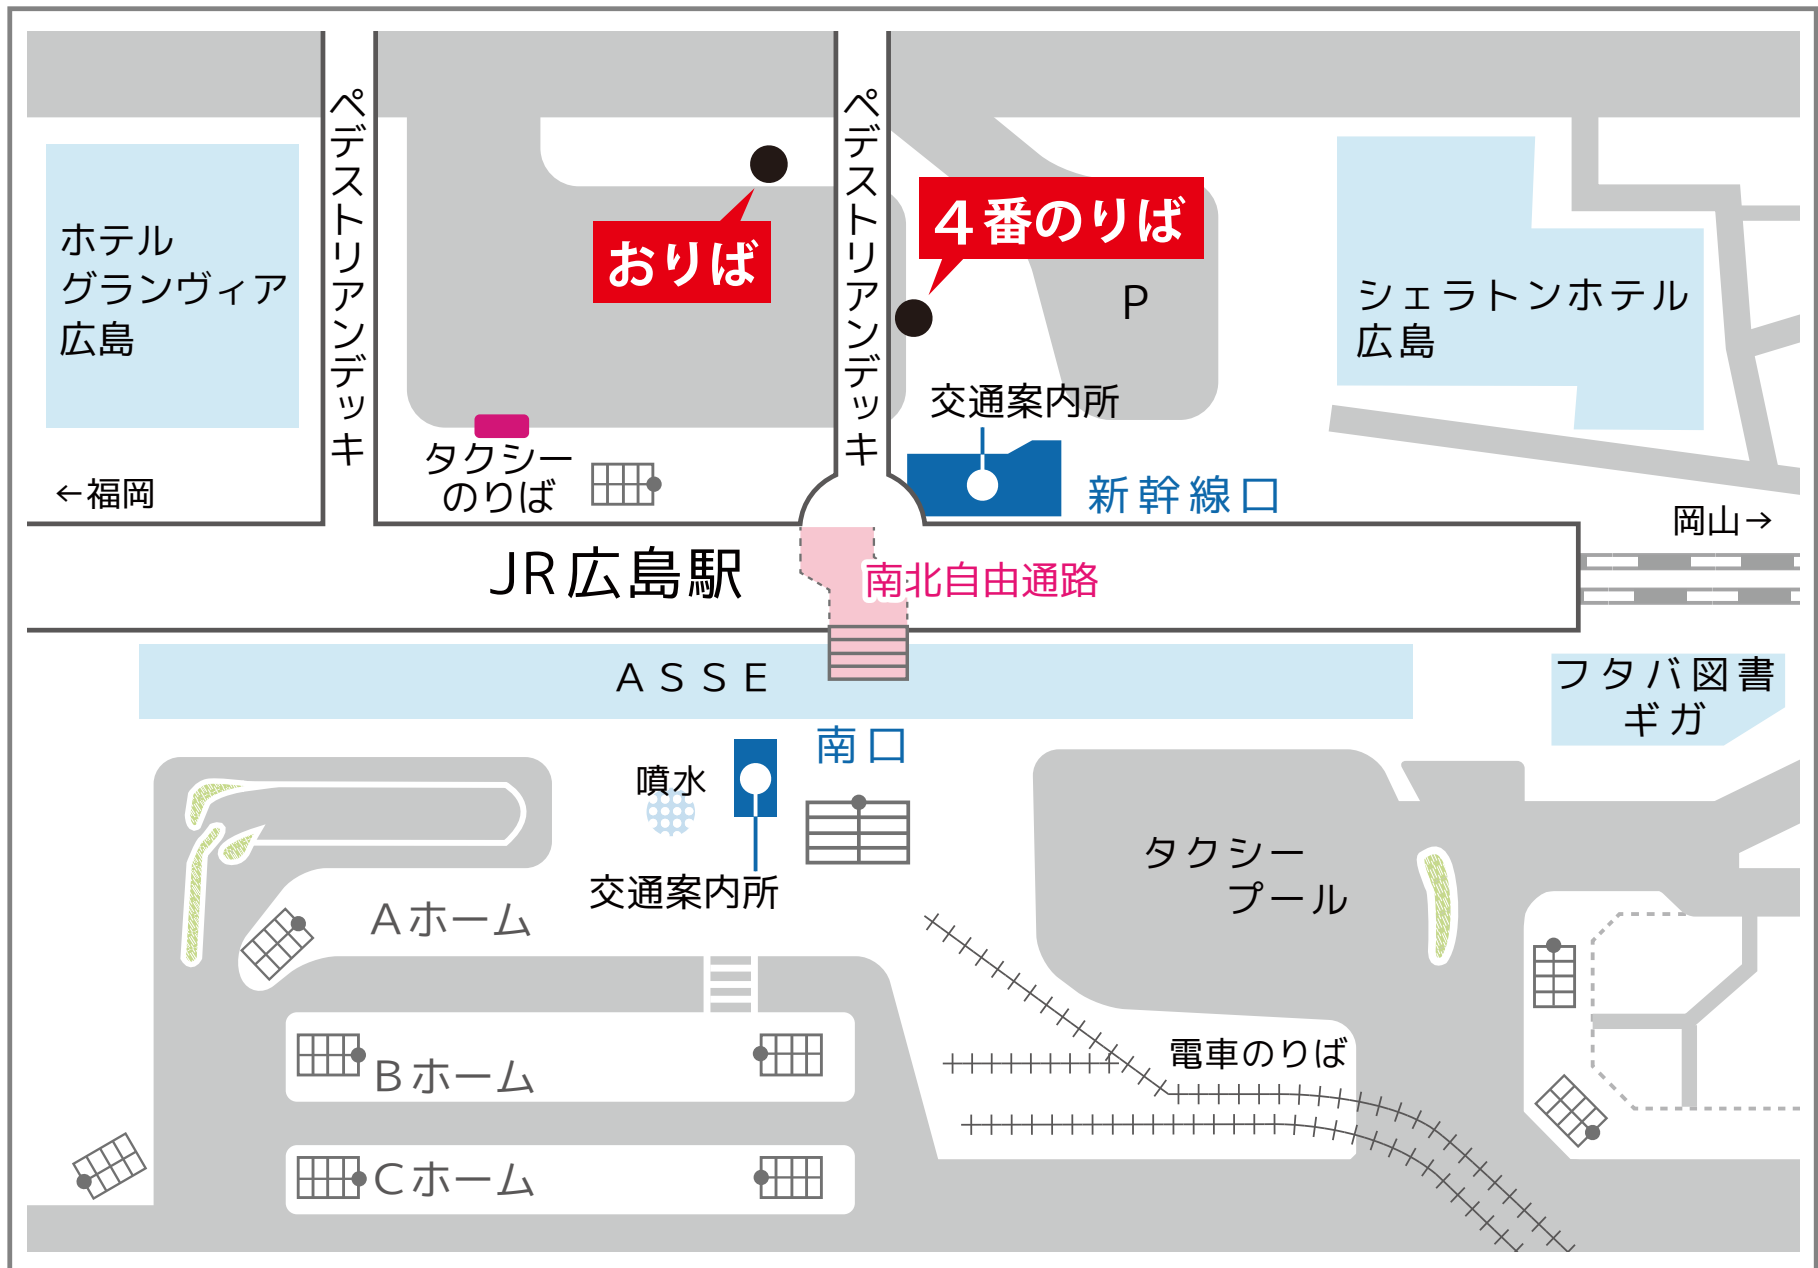 ペデストリアンデッキ
ペデストリアンデッキ
おりば
４番のりば
ホテル
グランヴィア
広島
P
シェラトンホテル
広島
交通案内所
タクシー
のりば
←福岡
新幹線口
岡山→
JR広島駅
南北自由通路
ＡＳＳＥ
フタバ図書
ギガ
南口
噴水
交通案内所
タクシー
プール
Ａホーム
電車のりば
Ｂホーム
Ｃホーム